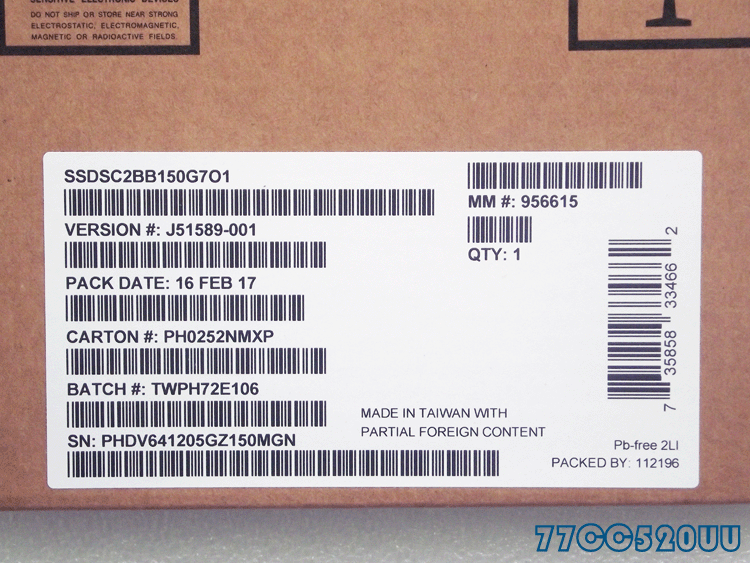 SENSITIVE ELECTRONIC DEVICES
DO NOT SHIP OR STORE NEAR STRONG
ELECTROSTATIC, ELECTROMAGNETIC,
MAGNETIC OR RADIOACTIVE FIELDS.
SSDSC2BB150G7O1
VERSION #: J51589-001
PACK DATE: 16 FEB 17
CARTON #: PH0252NMXP
BATCH #: TWPH72E106
SN: PHDV641205GZ150MGN
MM #: 956615
QTY: 1
7 35858 33466 2
MADE IN TAIWAN WITH
PARTIAL FOREIGN CONTENT
Pb-free 2LI
PACKED BY: 112196
77CC520UU